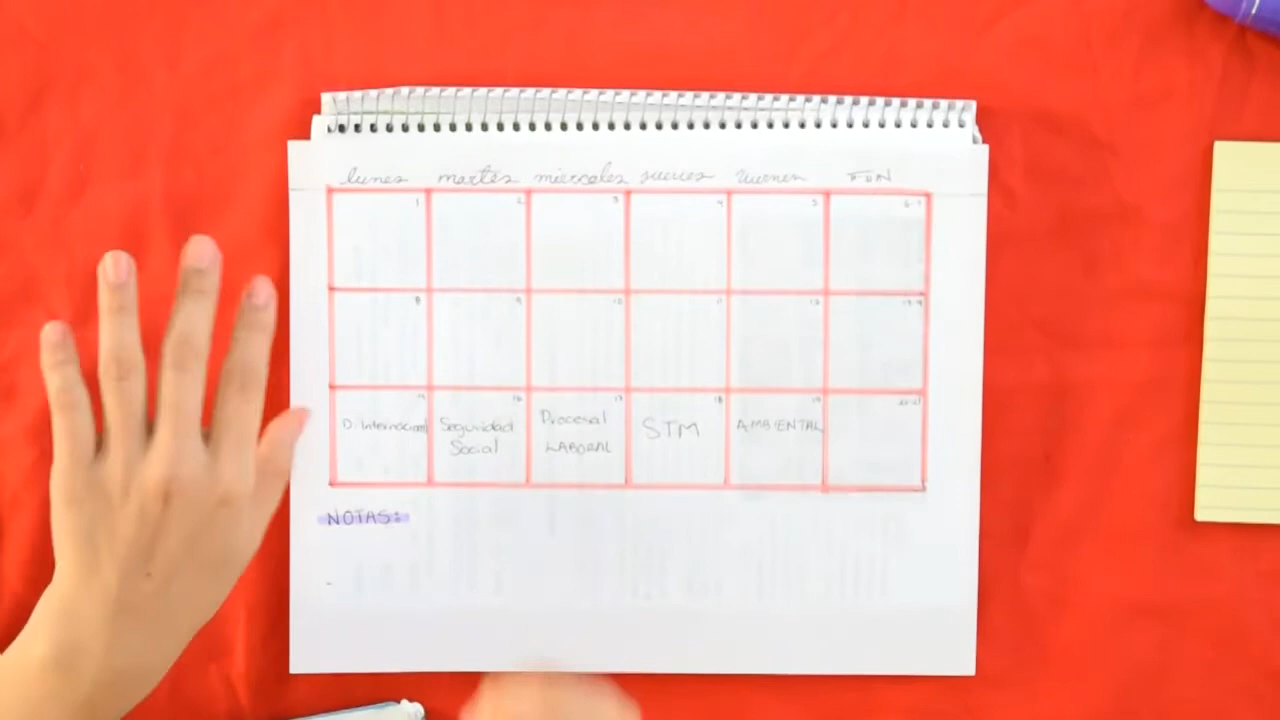 lunes martes miercoles jueves viernes FDN
1 2 3 4 5 6-7
8 9 10 11 12 13-14
15 16 17 18 19 20-21
D. Internacional Seguridad Social Procesal LABORAL STM AMBIENTAL
NOTAS:
-